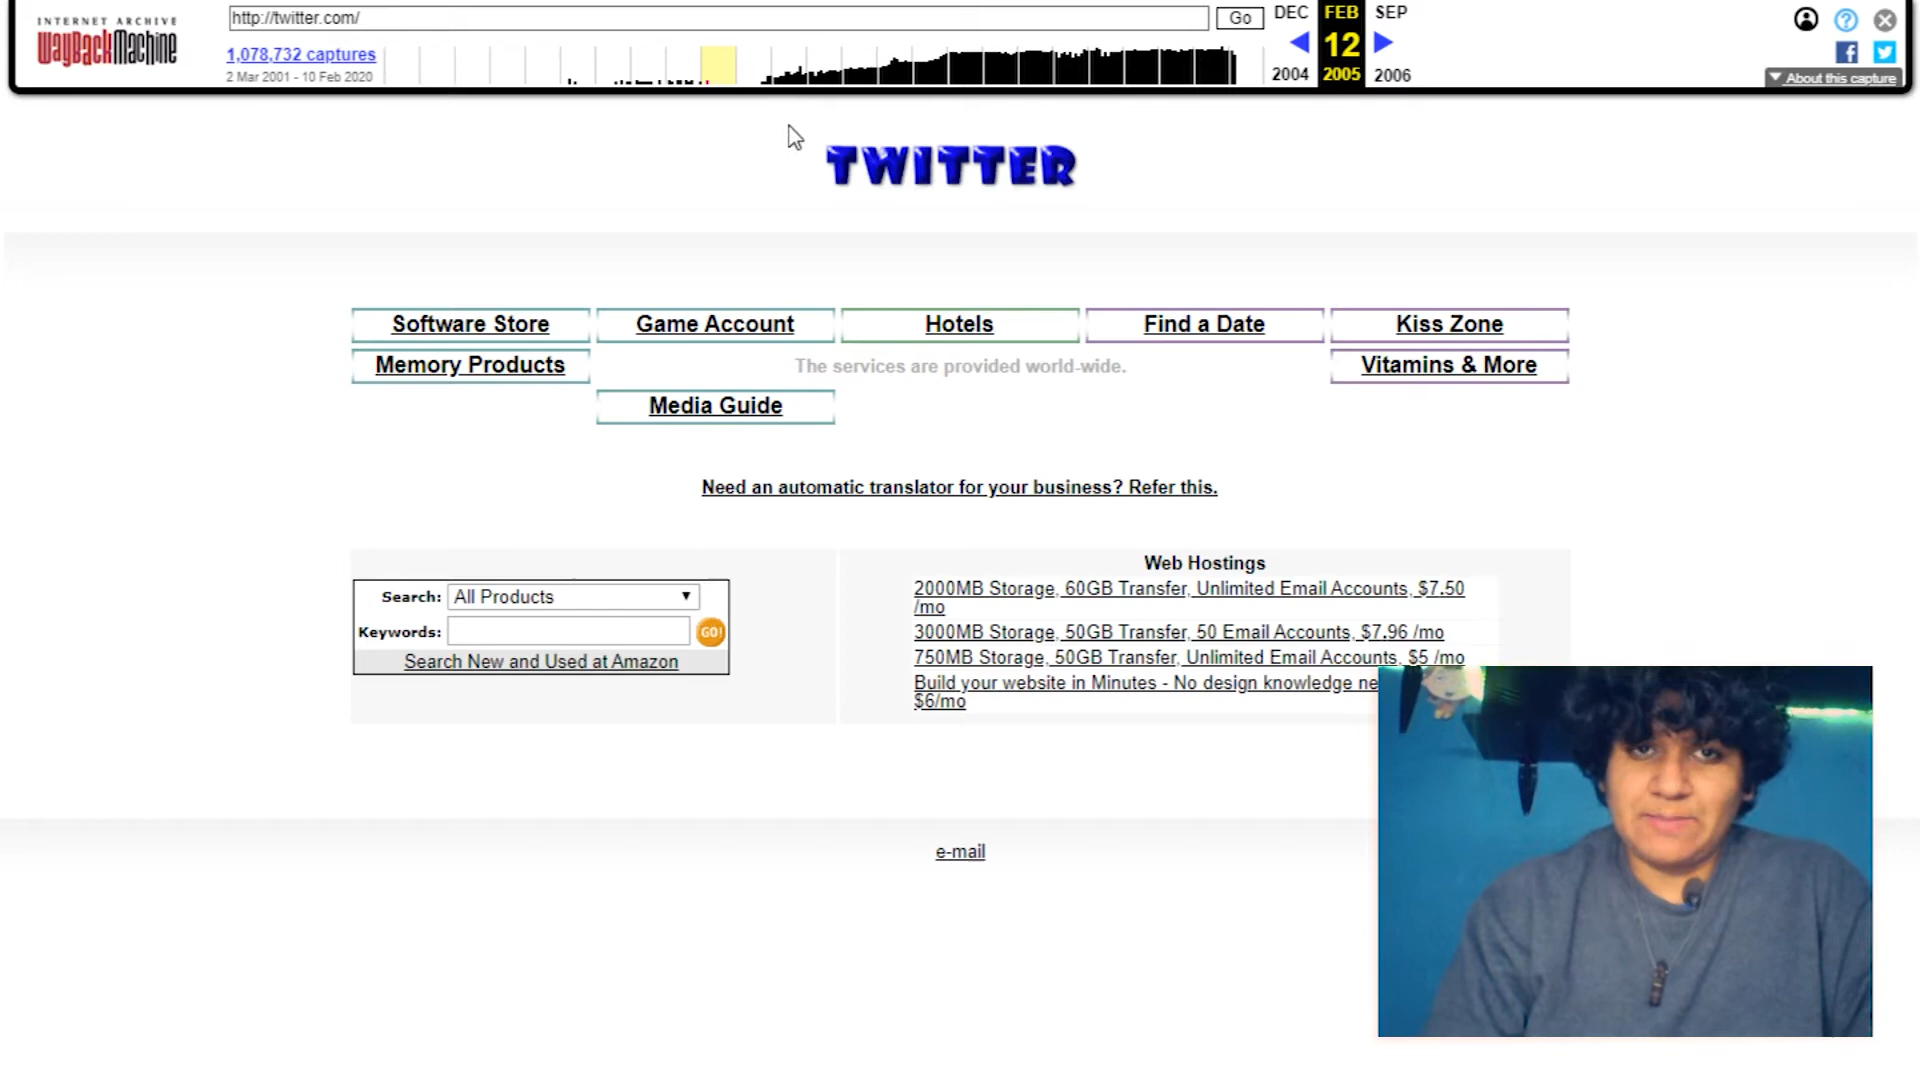 INTERNET ARCHIVE
WayBackMachine
http://twitter.com/
Go
DEC
FEB
SEP
1,078,732 captures
12
2 Mar 2001 - 10 Feb 2020
2004
2005
2006
About this capture
TWITTER
Software Store
Game Account
Hotels
Find a Date
Kiss Zone
Memory Products
The services are provided world-wide.
Vitamins & More
Media Guide
Need an automatic translator for your business? Refer this.
Search:
All Products
Keywords:
GO!
Search New and Used at Amazon
Web Hostings
2000MB Storage, 60GB Transfer, Unlimited Email Accounts, $7.50
/mo
3000MB Storage, 50GB Transfer, 50 Email Accounts, $7.96 /mo
750MB Storage, 50GB Transfer, Unlimited Email Accounts, $5 /mo
Build your website in Minutes - No design knowledge ne
$6/mo
e-mail